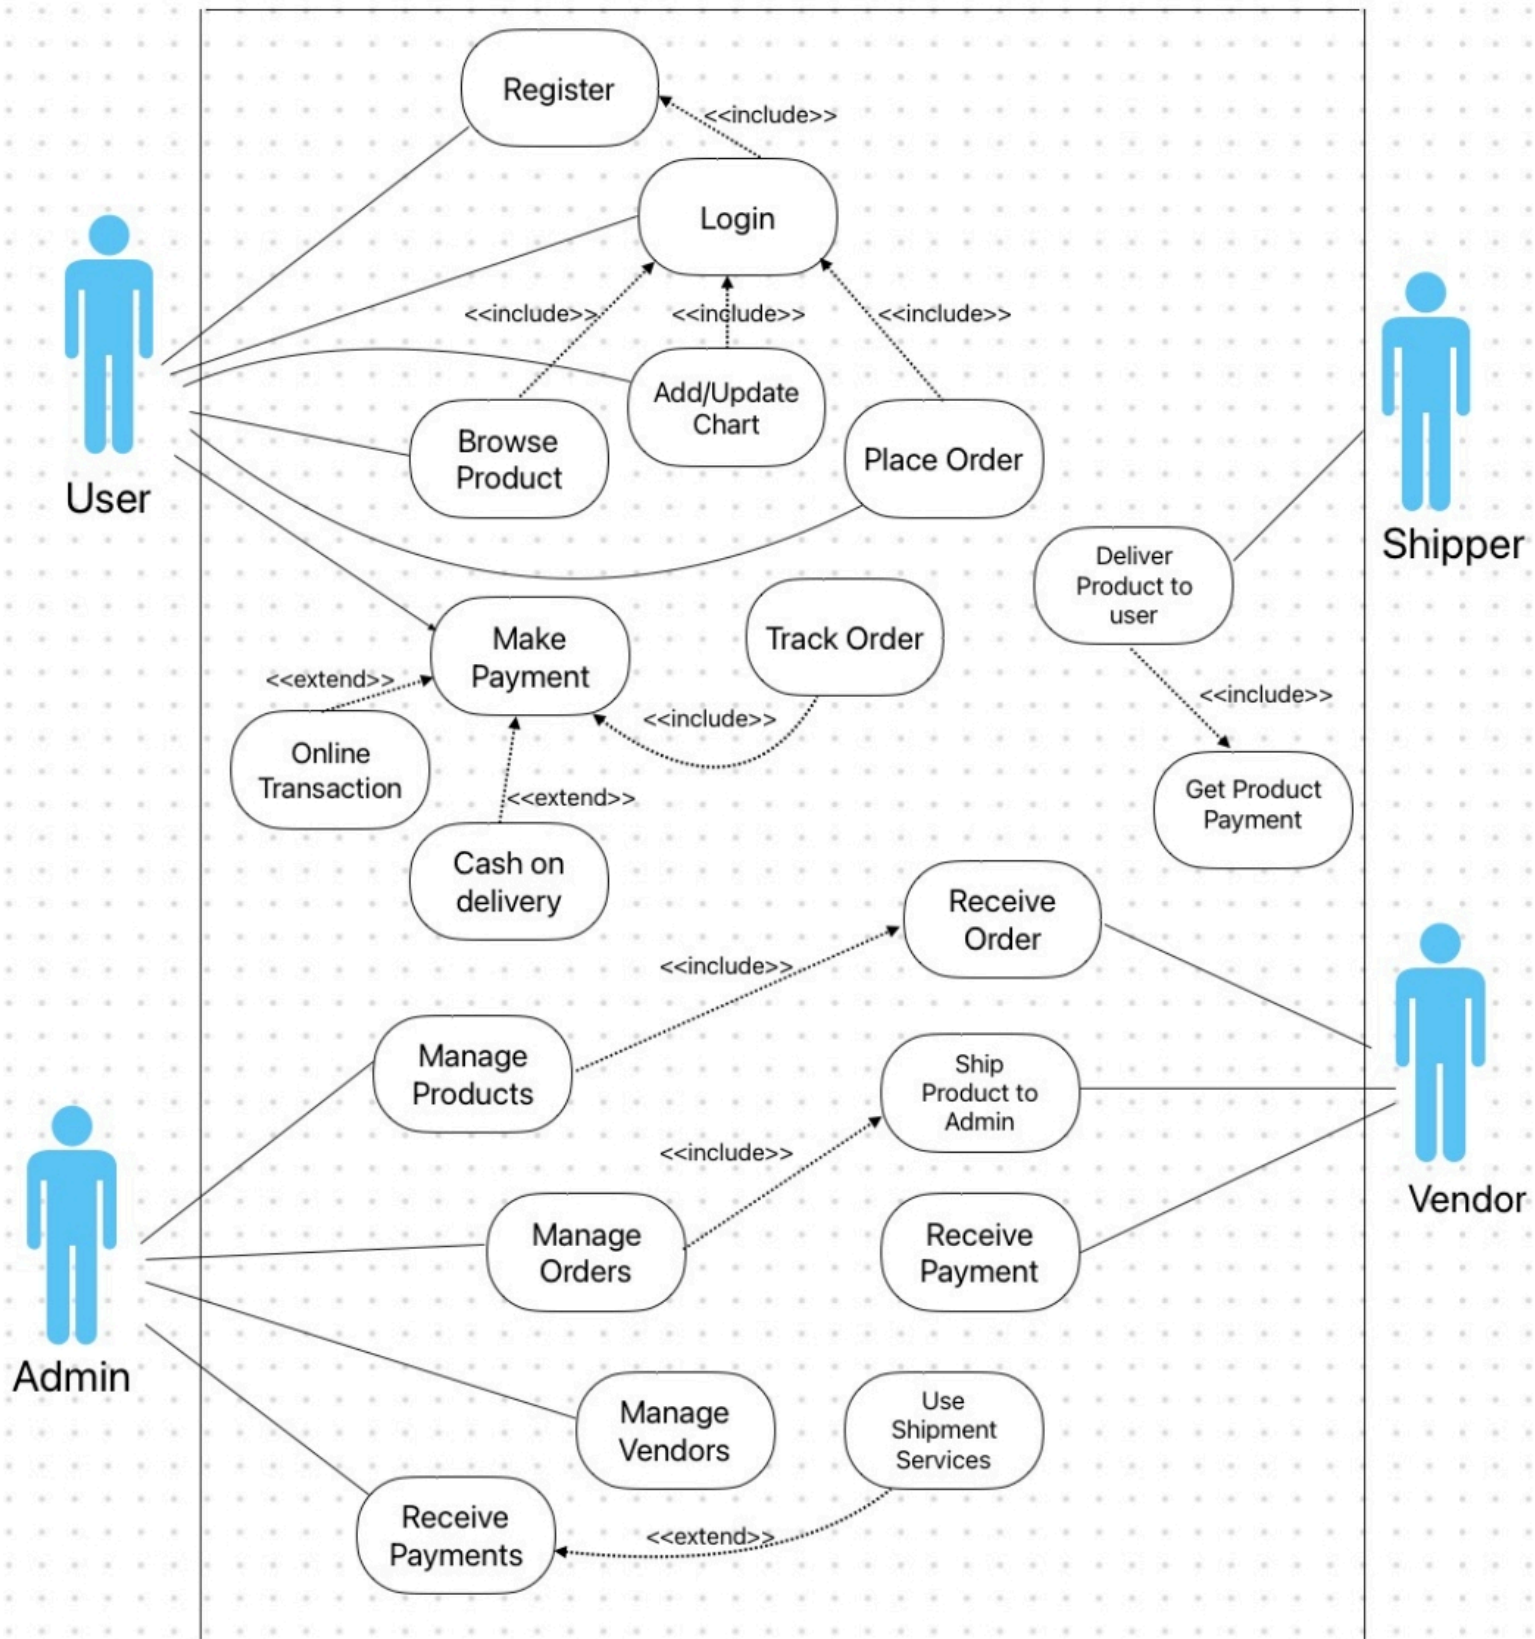 Register
<<include>>
Login
<<include>>
<<include>>
<<include>>
Add/Update
Chart
Browse
Product
Place Order
User
Shipper
Deliver
Product to
user
Make
Payment
Track Order
<<extend>>
<<include>>
<<include>>
Online
Transaction
<<extend>>
Get Product
Payment
Cash on
delivery
Receive
Order
<<include>>
Manage
Products
Ship
Product to
Admin
<<include>>
Vendor
Manage
Orders
Receive
Payment
Admin
Manage
Vendors
Use
Shipment
Services
Receive
Payments
<<extend>>